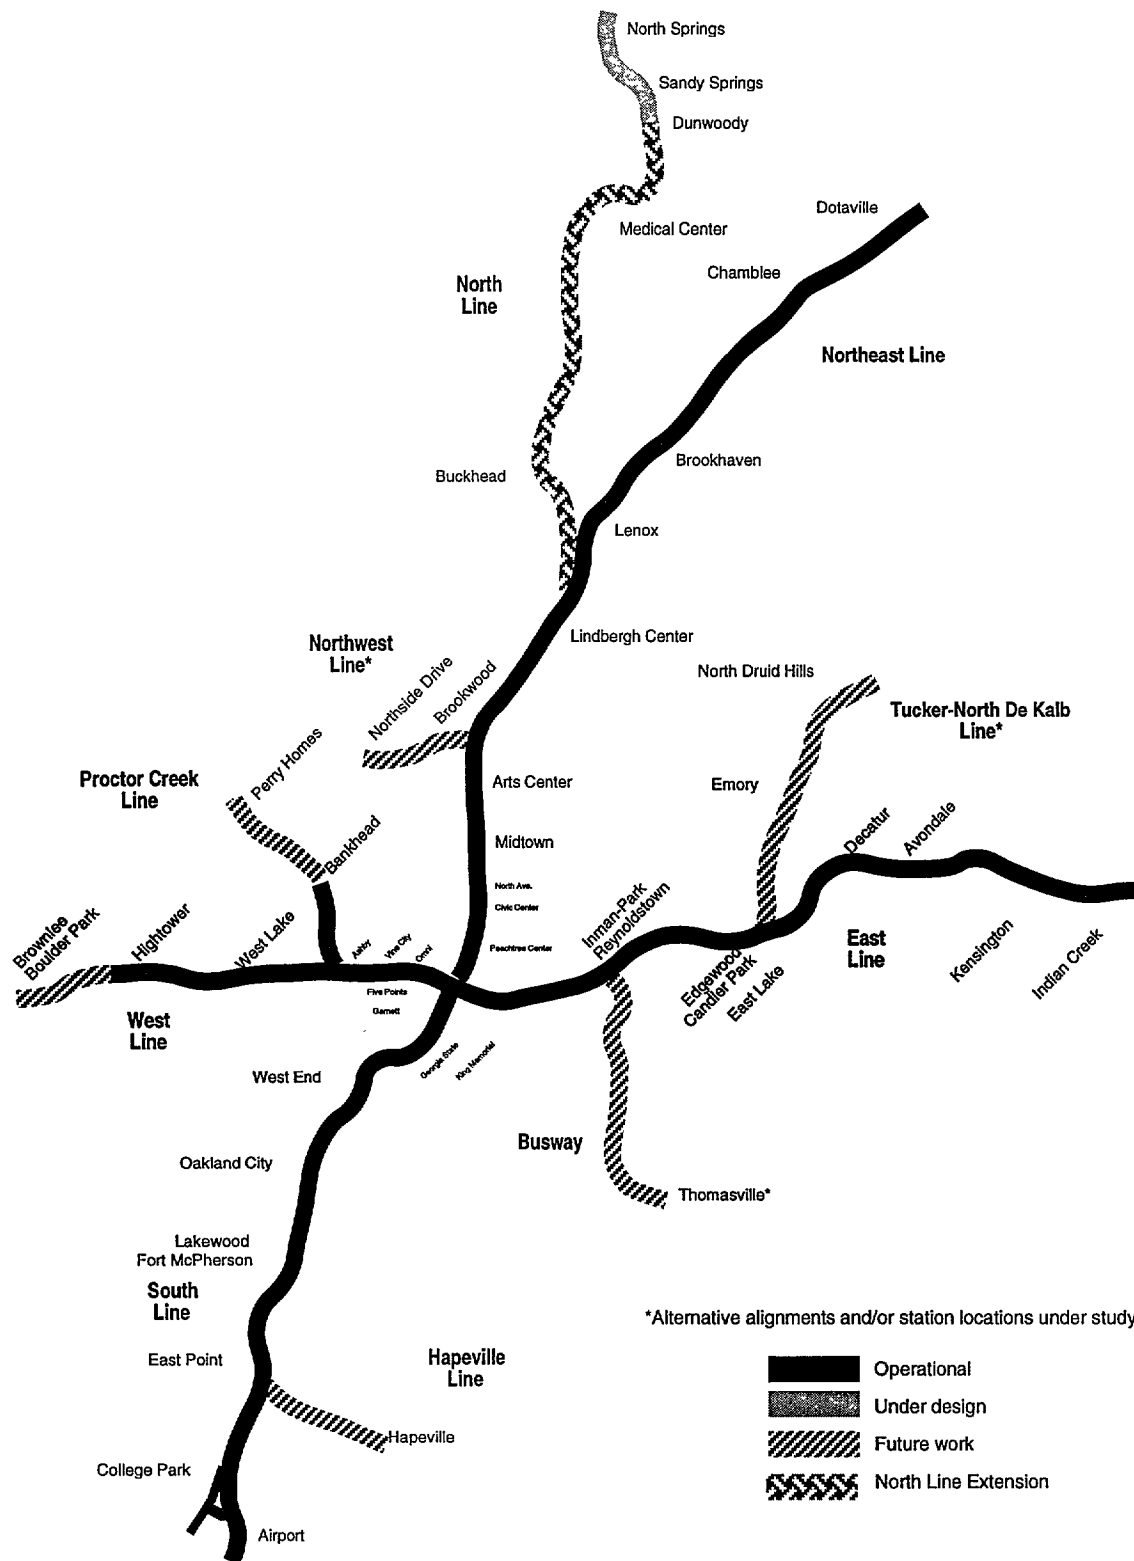 North Springs
Sandy Springs
Dunwoody
Dotaville
Medical Center
Chamblee
North
Line
Northeast Line
Brookhaven
Buckhead
Lenox
Lindbergh Center
Northwest
Line*
Northside Drive
Brookwood
North Druid Hills
Tucker-North De Kalb
Line*
Proctor Creek
Line
Perry Homes
Arts Center
Emory
Bankhead
Midtown
Decatur
Avondale
North Ave.
Civic Center
Inman-Park
Reynoldstown
Brownlee
Boulder Park
Hightower
West Lake
Ashby
Vine City
Omni
Peachtree Center
East
Line
Edgewood
Candler Park
East Lake
Kensington
Indian Creek
Five Points
Garnett
West
Line
Georgia State
King Memorial
West End
Busway
Oakland City
Thomasville*
Lakewood
Fort McPherson
South
Line
*Alternative alignments and/or station locations under study
East Point
Hapeville
Line
Operational
Under design
Hapeville
Future work
College Park
North Line Extension
Airport